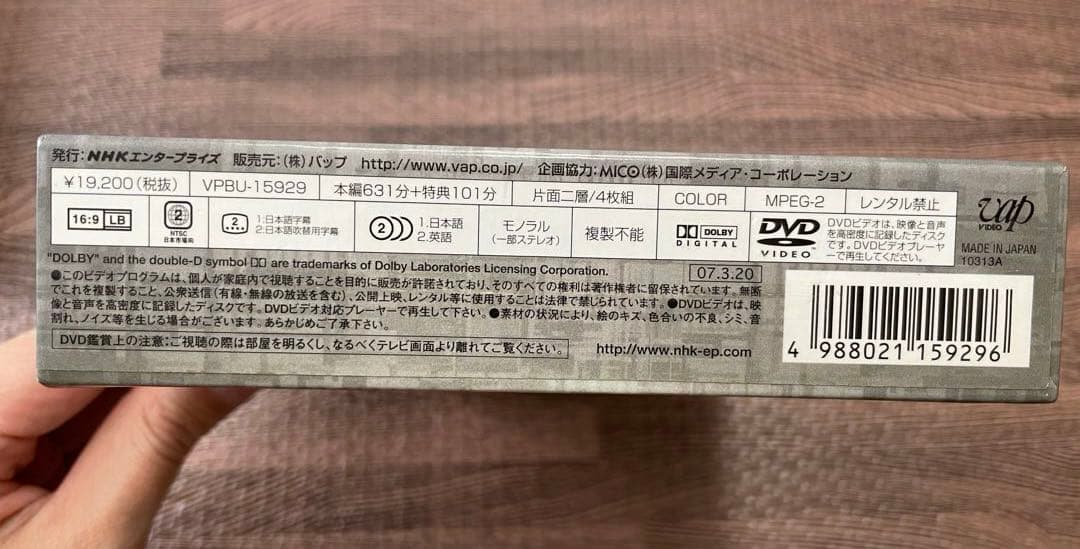 発行:NHKエンタープライズ 販売元:(株)バップ http://www.vap.co.jp/ 企画協力:MICO(株)国際メディア・コーポレーション
¥19,200(税抜) VPBU-15929 本編631分+特典101分 片面二層/4枚組 COLOR MPEG-2 レンタル禁止
16:9 LB
2
NTSC
日本市場向
2
1:日本語字幕
2:日本語吹替用字幕
2
1.日本語
2.英語
モノラル
(一部ステレオ)
複製不能
DOLBY
DIGITAL
DVD
VIDEO
DVDビデオは、映像と音声
を高密度に記録したディスク
です。DVDビデオプレーヤ
ーで再生してください。
vap
VIDEO
MADE IN JAPAN
10313A
"DOLBY" and the double-D symbol are trademarks of Dolby Laboratories Licensing Corporation.
07.3.20
●このビデオプログラムは、個人が家庭内で視聴することを目的に販売が許諾されており、そのすべての権利は著作権者に留保されています。無断
でこれを複製すること、公衆送信(有線・無線の放送を含む)、公開上映、レンタル等に使用することは法律で禁じられています。●DVDビデオは、映
像と音声を高密度に記録したディスクです。DVDビデオ対応プレーヤーで再生して下さい。●素材の状況により、絵のキズ、色合いの不良、シミ、音
割れ、ノイズ等を生じる場合がございます。あらかじめご了承下さい。
DVD鑑賞上の注意:ご視聴の際は部屋を明るくし、なるべくテレビ画面より離れてご覧ください。
http://www.nhk-ep.com
4 988021 159296